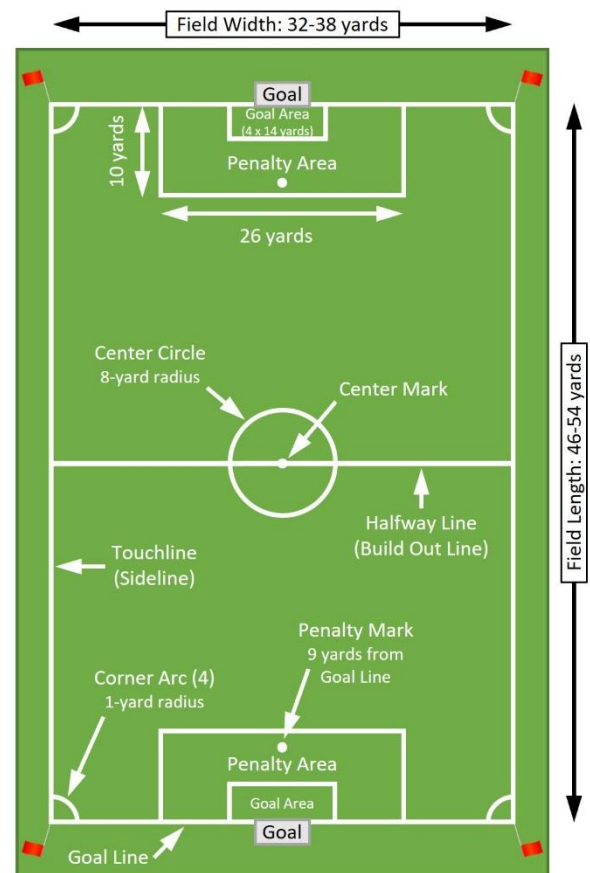 Field Width: 32-38 yards
Goal
Goal Area
(4 x 14 yards)
10 yards
Penalty Area
26 yards
Center Circle
8-yard radius
Center Mark
Field Length: 46-54 yards
Halfway Line
(Build Out Line)
Touchline
(Sideline)
Penalty Mark
9 yards from
Goal Line
Corner Arc (4)
1-yard radius
Penalty Area
Goal Area
Goal
Goal Line